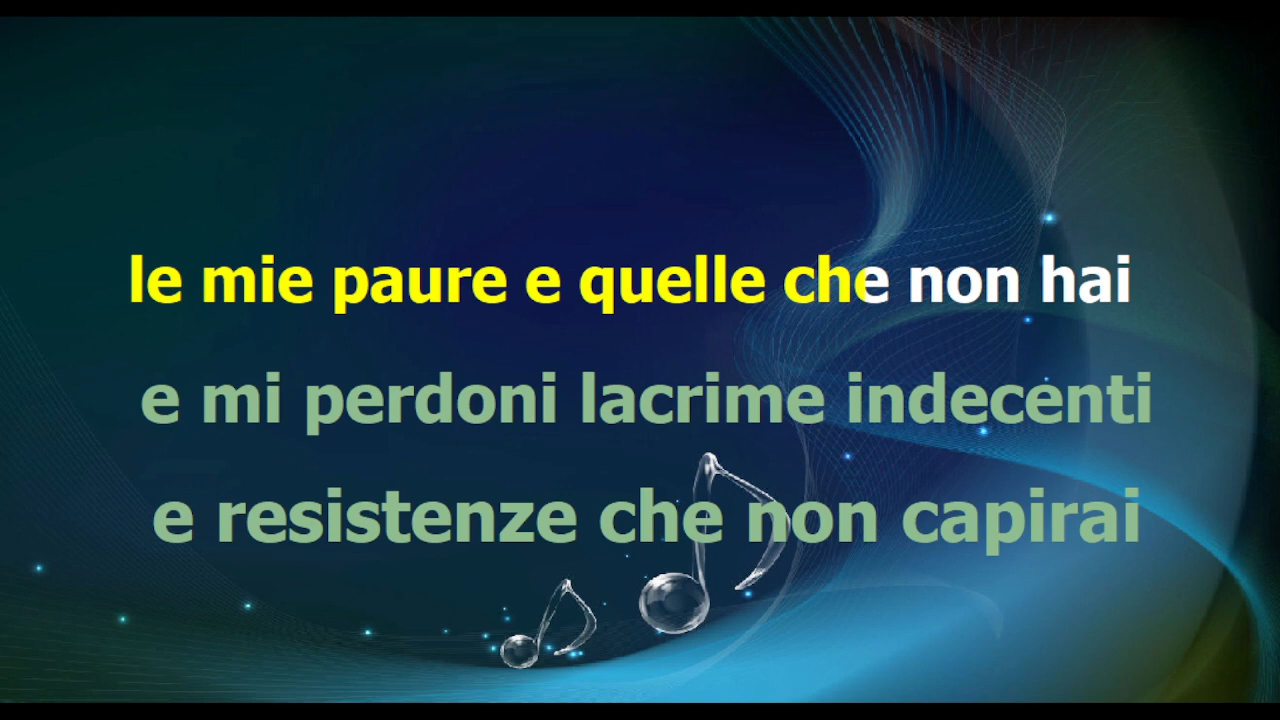 le mie paure e quelle che non hai
e mi perdoni lacrime indecenti
e resistenze che non capirai